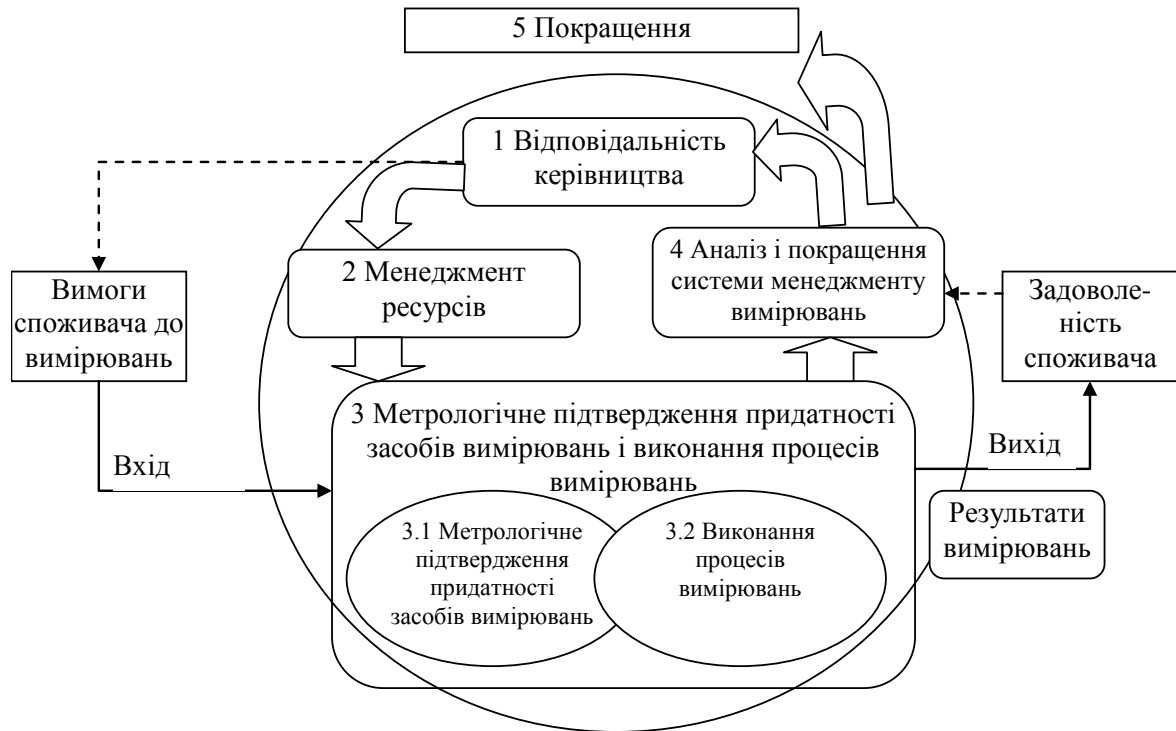 5 Покращення
1 Відповідальність
керівництва
2 Менеджмент
ресурсів
4 Аналіз і покращення
системи менеджменту
вимірювань
Вимоги
споживача до
вимірювань
Задоволе-
ність
споживача
3 Метрологічне підтвердження придатності
засобів вимірювань і виконання процесів
вимірювань
Вхід
Вихід
3.1 Метрологічне
підтвердження
придатності
засобів вимірювань
3.2 Виконання
процесів
вимірювань
Результати
вимірювань